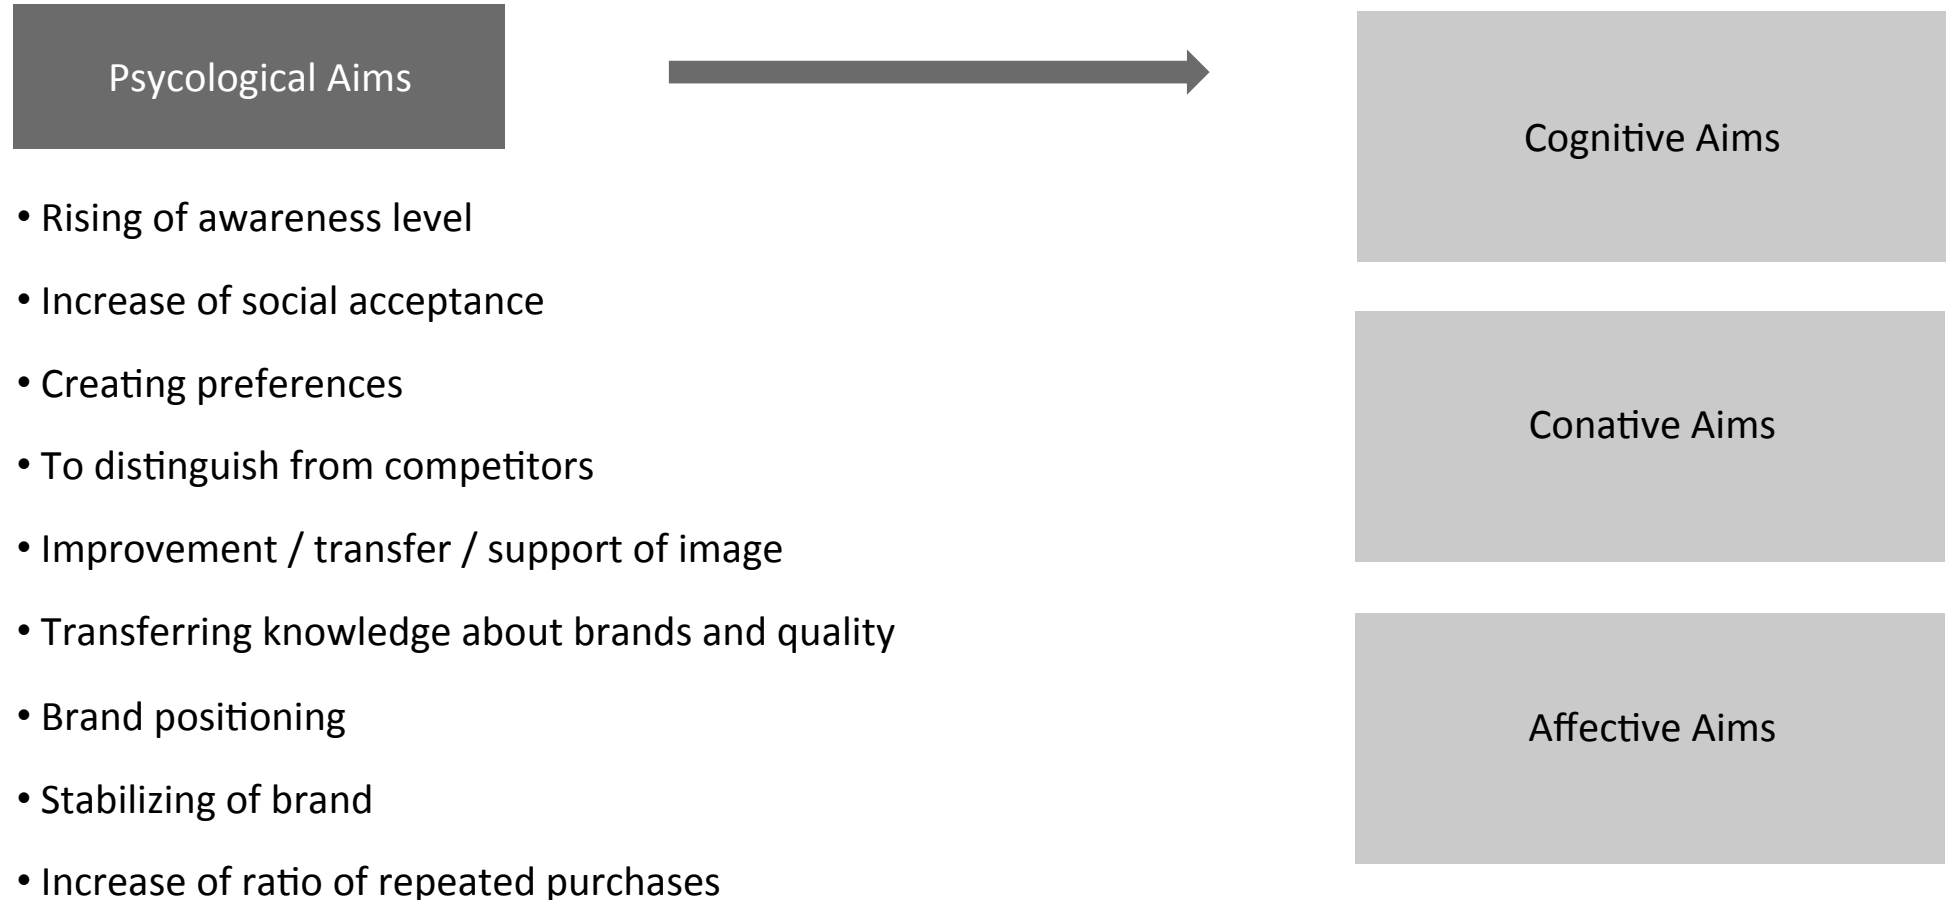 Psycological Aims
• Rising of awareness level
• Increase of social acceptance
• Creating preferences
• To distinguish from competitors
• Improvement / transfer / support of image
• Transferring knowledge about brands and quality
• Brand positioning
• Stabilizing of brand
• Increase of ratio of repeated purchases
Cognitive Aims
Conative Aims
Affective Aims